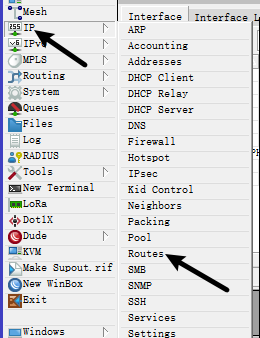 Mesh
IP
IPv6
MPLS
Routing
System
Queues
Files
Log
RADIUS
Tools
New Terminal
LoRa
Dot1X
Dude
KVM
Make Supout.rif
New WinBox
Exit
Windows
Interface
Interface L
ARP
Accounting
Addresses
DHCP Client
DHCP Relay
DHCP Server
DNS
Firewall
Hotspot
IPsec
Kid Control
Neighbors
Packing
Pool
Routes
SMB
SNMP
SSH
Services
Settings